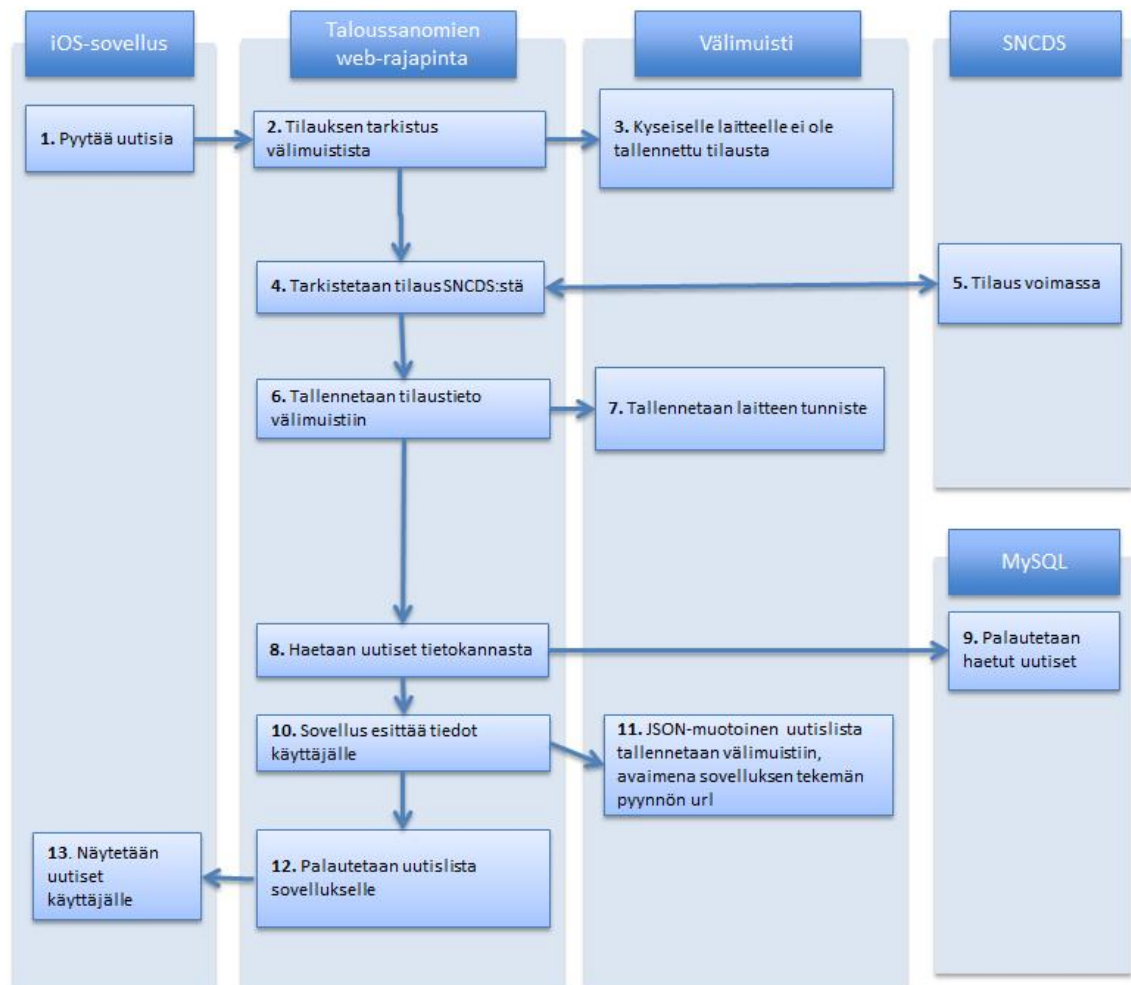 iOS-sovellus
Taloussanomien
web-rajapinta
Välimuisti
SNCDS
1. Pyytää uutisia
2. Tilauksen tarkistus
välimuistista
3. Kyseiselle laitteelle ei ole
tallennettu tilausta
4. Tarkistetaan tilaus SNCDS:stä
5. Tilaus voimassa
6. Tallennetaan tilaustieto
välimuistiin
7. Tallennetaan laitteen tunniste
MySQL
8. Haetaan uutiset tietokannasta
9. Palautetaan
haetut uutiset
10. Sovellus esittää tiedot
käyttäjälle
11. JSON-muotoinen uutislista
tallennetaan välimuistiin,
avaimena sovelluksen tekemän
pyynnön url
12. Palautetaan uutislista
sovellukselle
13. Näytetään
uutiset
käyttäjälle